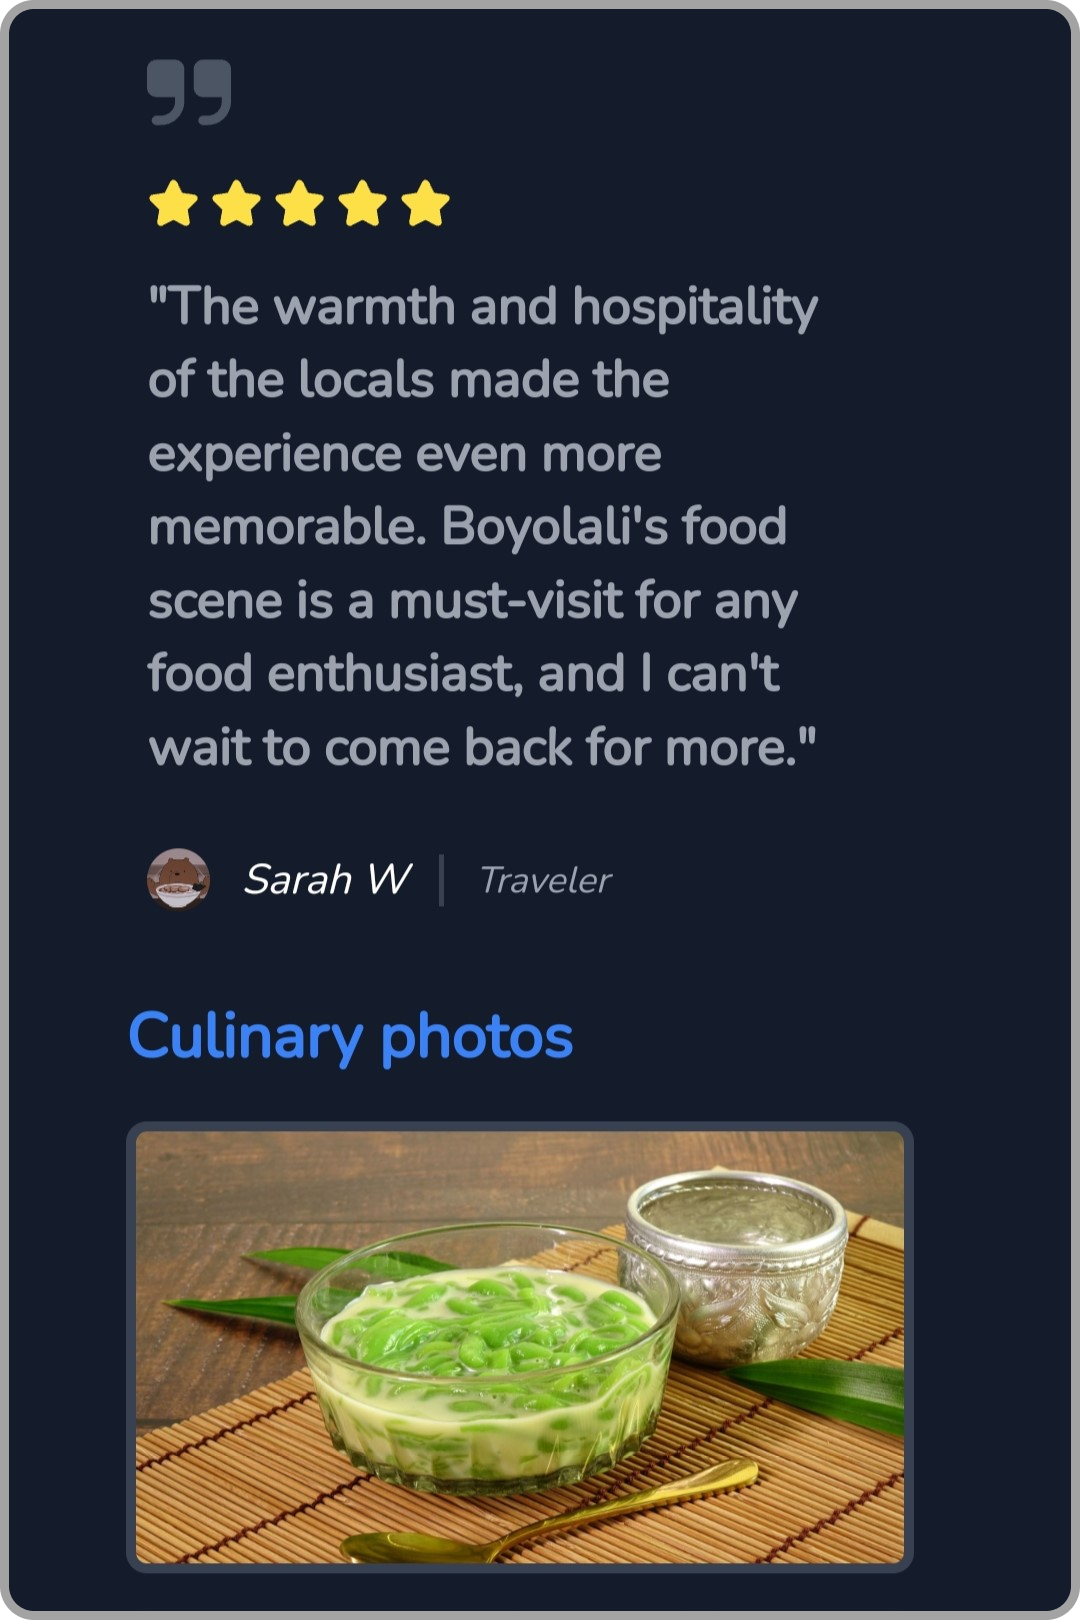 "The warmth and hospitality
of the locals made the
experience even more
memorable. Boyolali's food
scene is a must-visit for any
food enthusiast, and I can't
wait to come back for more."
Sarah W | Traveler
Culinary photos